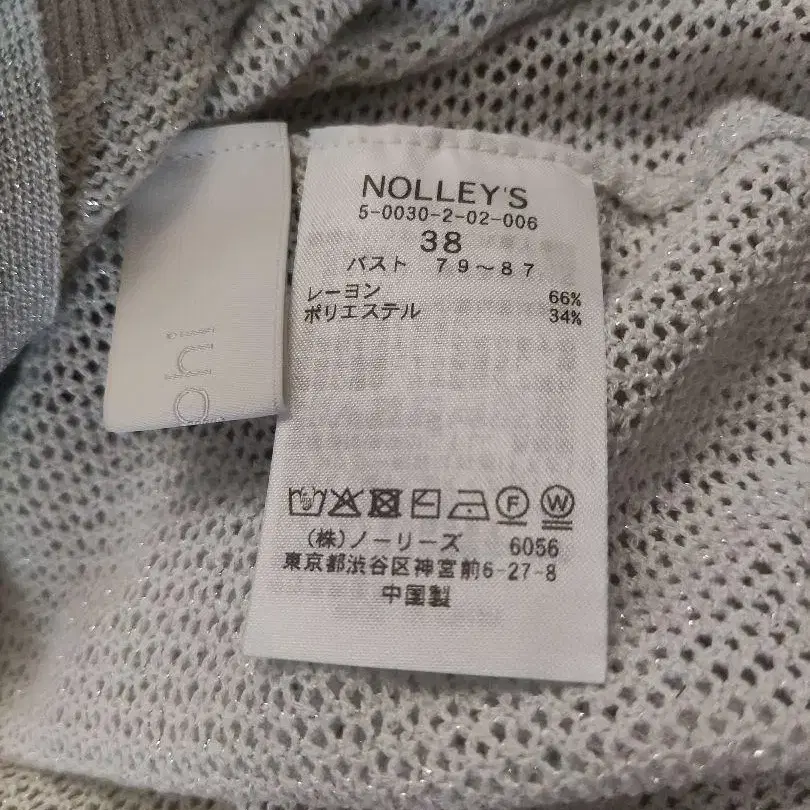 NOLLEY'S
5-0030-2-02-006
38
バスト 79～87
レーヨン 66%
ポリエステル 34%
F W
(株)ノーリーズ 6056
東京都渋谷区神宮前6-27-8
中国製